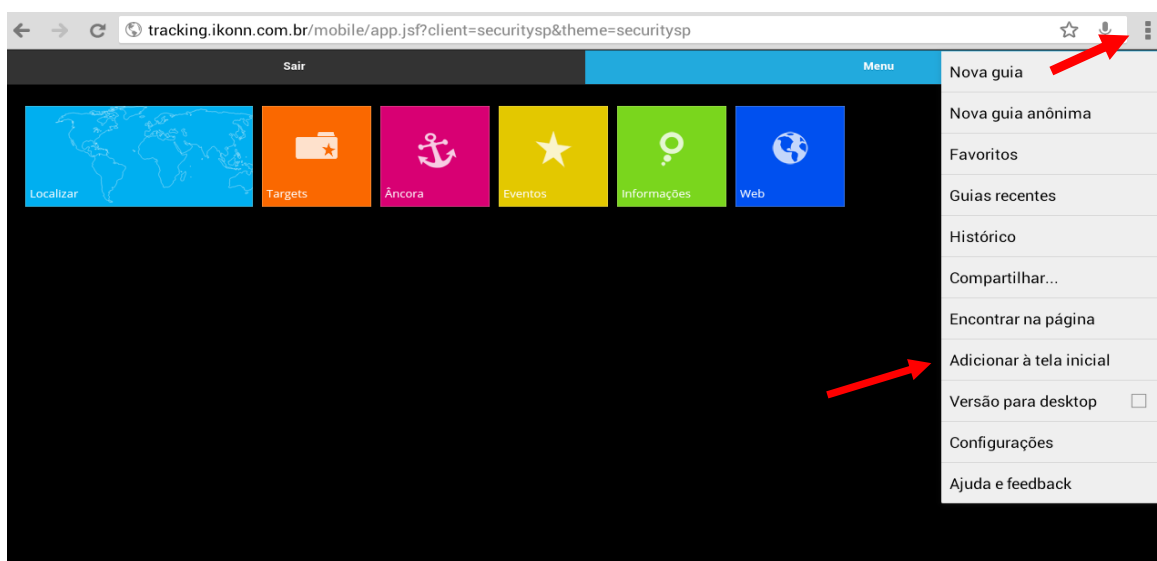 tracking.ikonn.com.br/mobile/app.jsf?client=securitysp&theme=securitysp
Sair
Menu
Localizar
Targets
Âncora
Eventos
Informações
Web
Nova guia
Nova guia anônima
Favoritos
Guias recentes
Histórico
Compartilhar...
Encontrar na página
Adicionar à tela inicial
Versão para desktop
Configurações
Ajuda e feedback